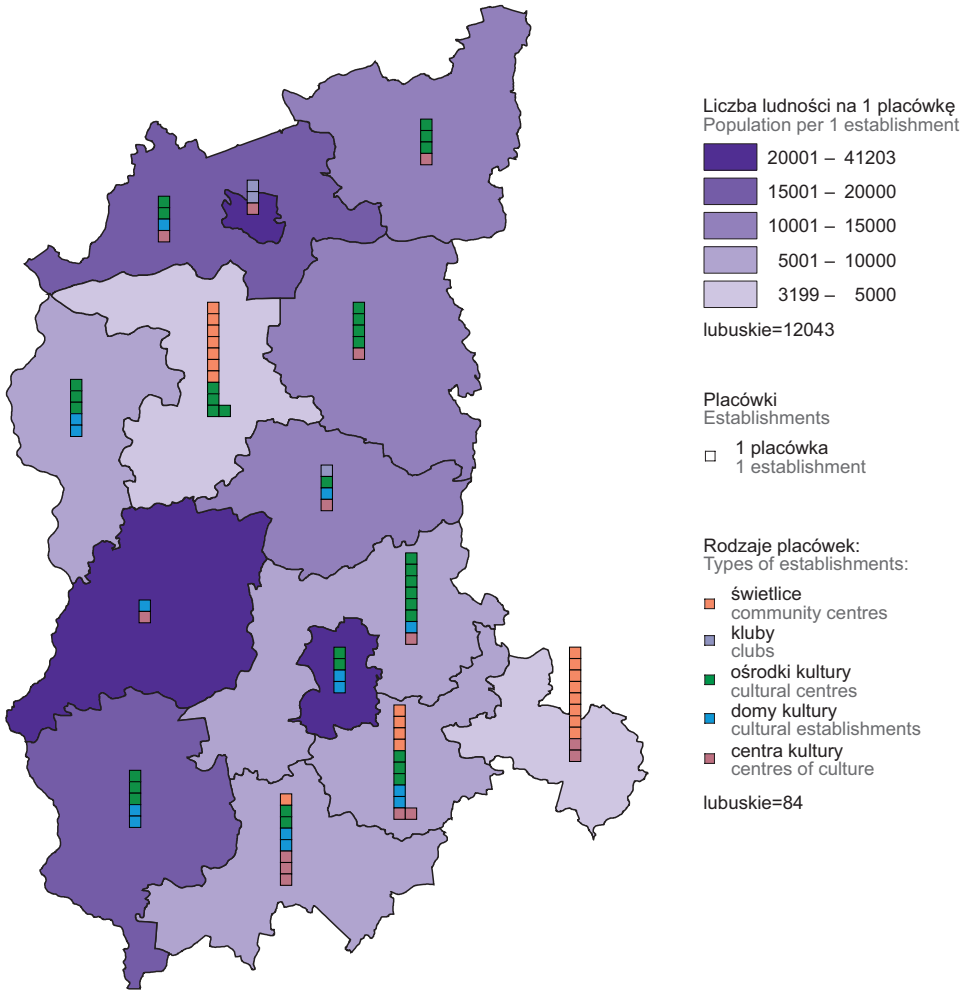 Liczba ludności na 1 placówkę
Population per 1 establishment
20001 – 41203
15001 – 20000
10001 – 15000
5001 – 10000
3199 – 5000
lubuskie=12043
Placówki
Establishments
1 placówka
1 establishment
Rodzaje placówek:
Types of establishments:
świetlice
community centres
kluby
clubs
ośrodki kultury
cultural centres
domy kultury
cultural establishments
centra kultury
centres of culture
lubuskie=84